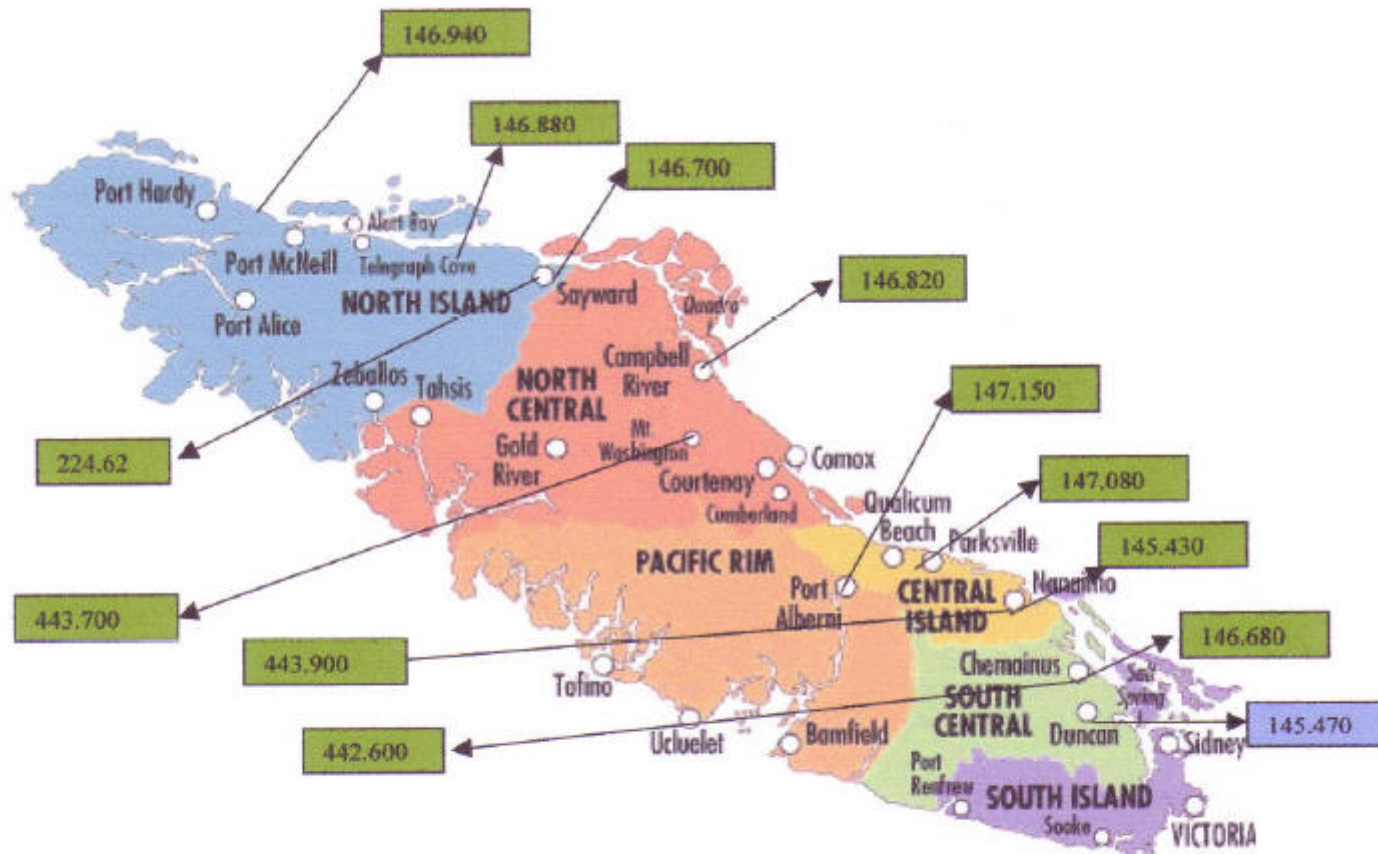 146.940
146.880
146.700
Port Hardy
Alert Bay
Port McNeill
Telegraph Cove
NORTH ISLAND
Sayward
146.820
Port Alice
Quadra
I
Campbell
River
Zeballos
Tahsis
NORTH
CENTRAL
147.150
224.62
Gold
River
Mt
Washington
Comox
Courtenay
Cumberland
147.080
Qualicum
Beach
Parksville
145.430
PACIFIC RIM
Port
Alberni
CENTRAL
ISLAND
Nanaimo
443.700
443.900
146.680
Tofino
Chemainus
Salt
Spring
I
SOUTH
CENTRAL
442.600
Ucluelet
Bamfield
Duncan
145.470
Sidney
Port
Renfrew
SOUTH ISLAND
Sooke
VICTORIA